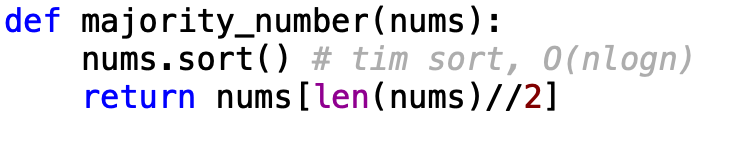 def majority_number(nums):
    nums.sort() # tim sort, O(nlogn)
    return nums[len(nums)//2]